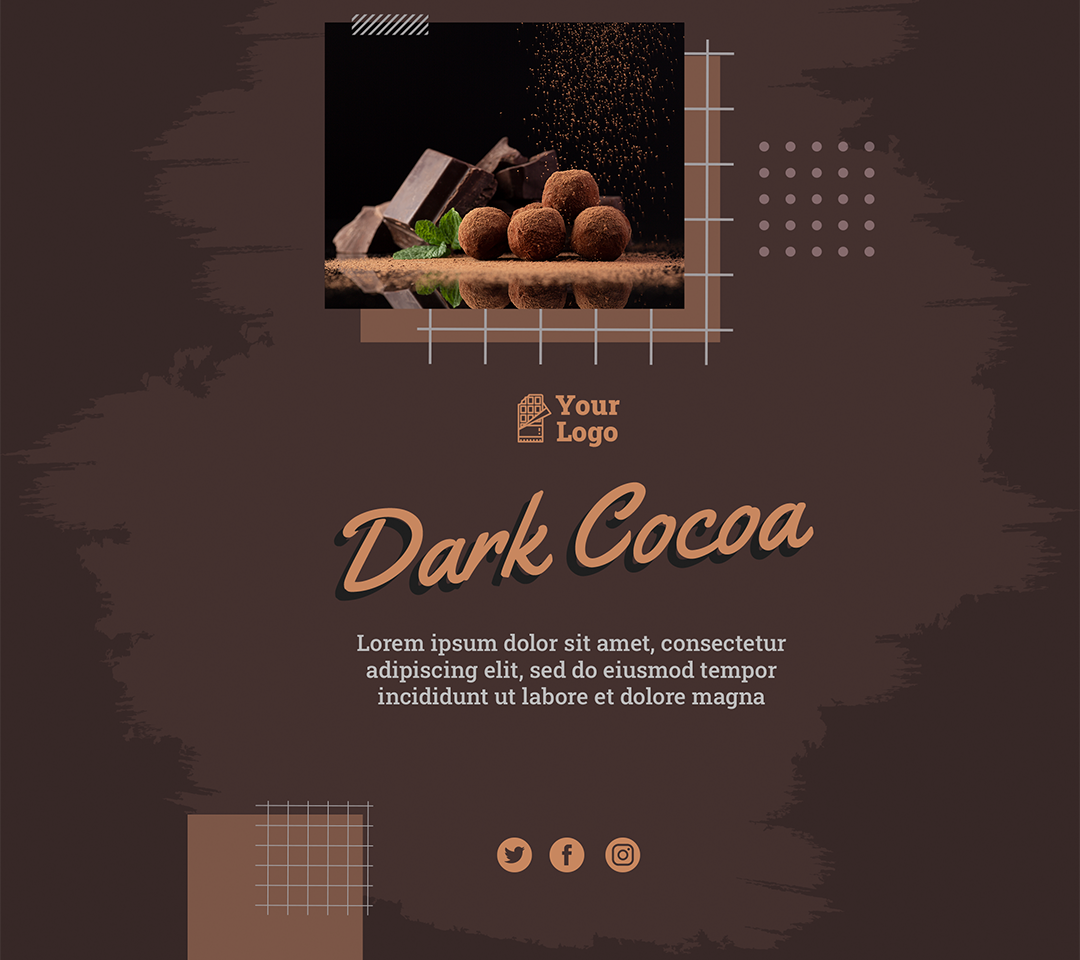 Your
Logo
Dark Cocoa
Lorem ipsum dolor sit amet, consectetur
adipiscing elit, sed do eiusmod tempor
incididunt ut labore et dolore magna